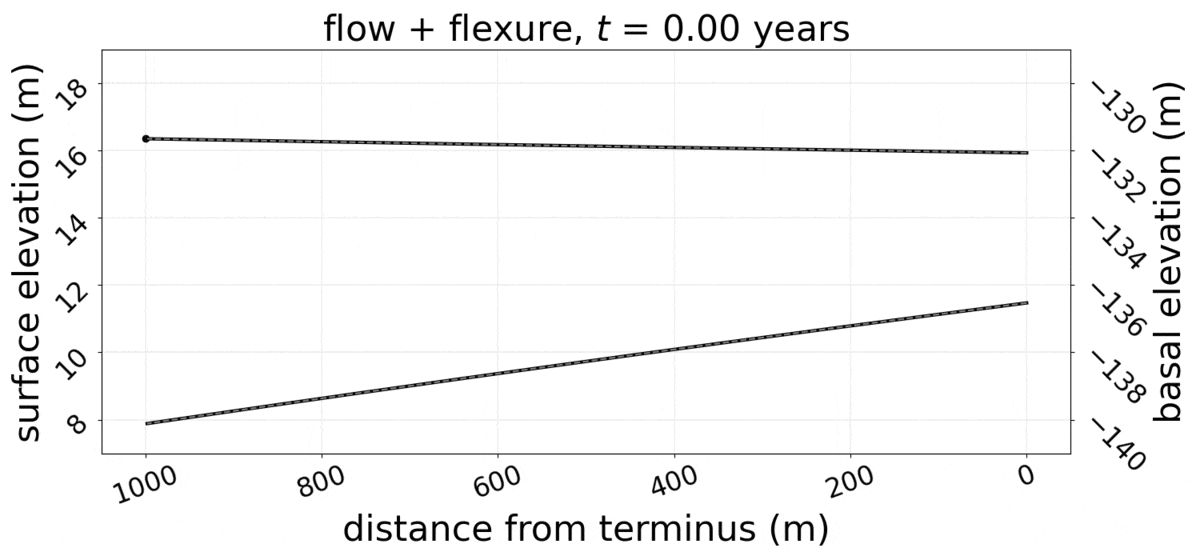 flow + flexure, t = 0.00 years
surface elevation (m)
18
16
14
12
10
8
−130
−132
−134
−136
−138
−140
basal elevation (m)
1000 800 600 400 200 0
distance from terminus (m)